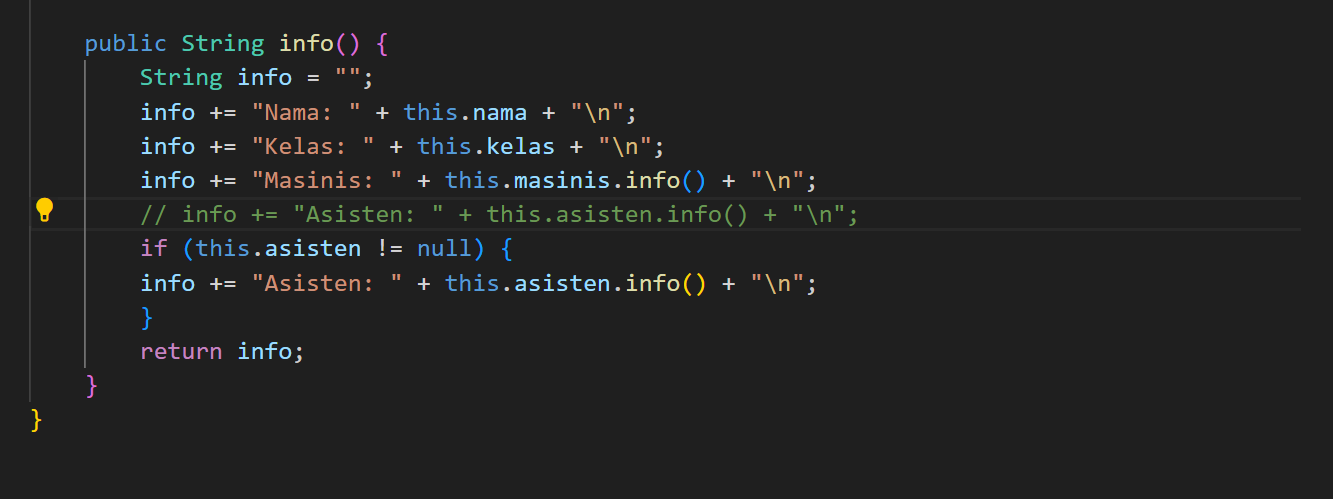 public String info() {
String info = "";
info += "Nama: " + this.nama + "\n";
info += "Kelas: " + this.kelas + "\n";
info += "Masinis: " + this.masinis.info() + "\n";
// info += "Asisten: " + this.asisten.info() + "\n";
if (this.asisten != null) {
info += "Asisten: " + this.asisten.info() + "\n";
}
return info;
}
}